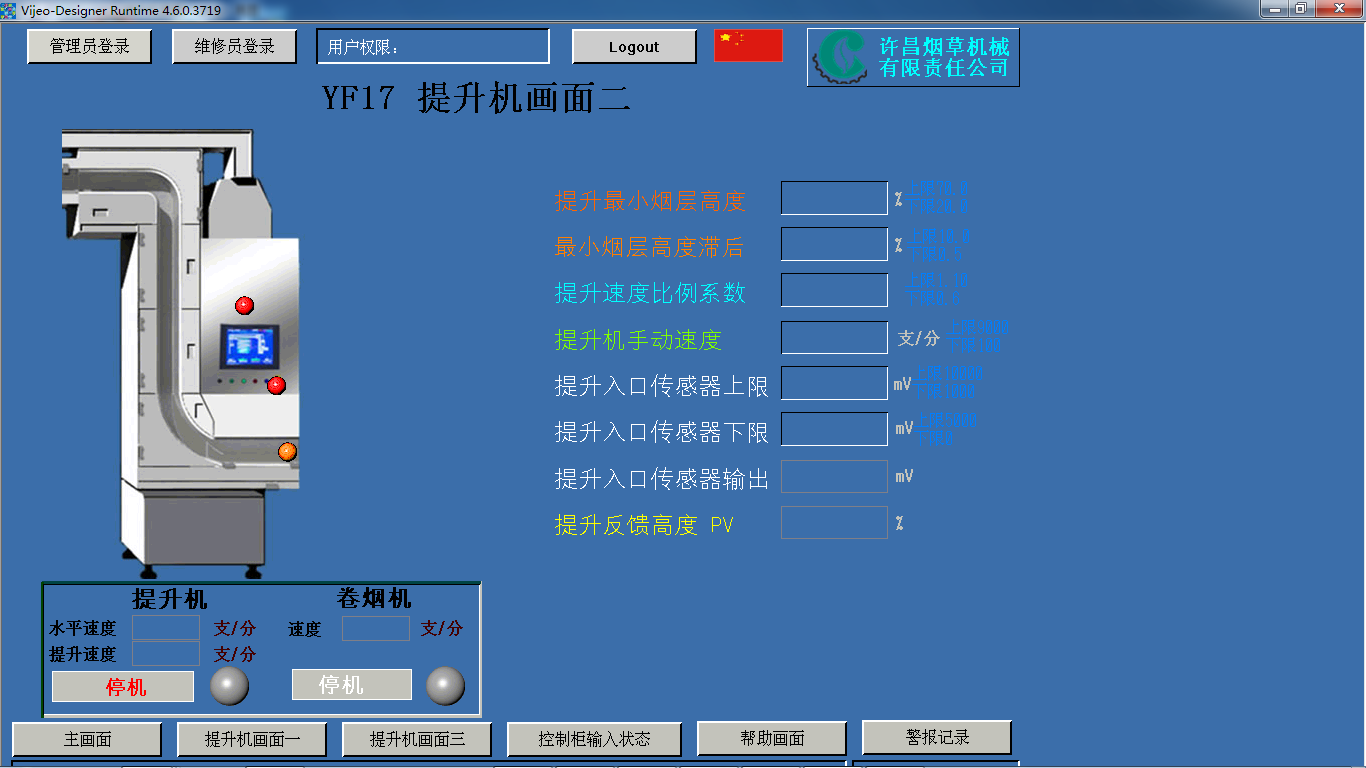 Vijeo-Designer Runtime 4.6.0.3719
管理员登录
维修员登录
用户权限：
Logout
许昌烟草机械
有限责任公司
YF17 提升机画面二
提升最小烟层高度
%
最小烟层高度滞后
%
提升速度比例系数
提升机手动速度
支/分
提升入口传感器上限
mV
提升入口传感器下限
mV
提升入口传感器输出
mV
提升反馈高度 PV
%
提升机
卷烟机
水平速度
支/分
速度
支/分
提升速度
支/分
停机
停机
主画面
提升机画面一
提升机画面三
控制柜输入状态
帮助画面
警报记录